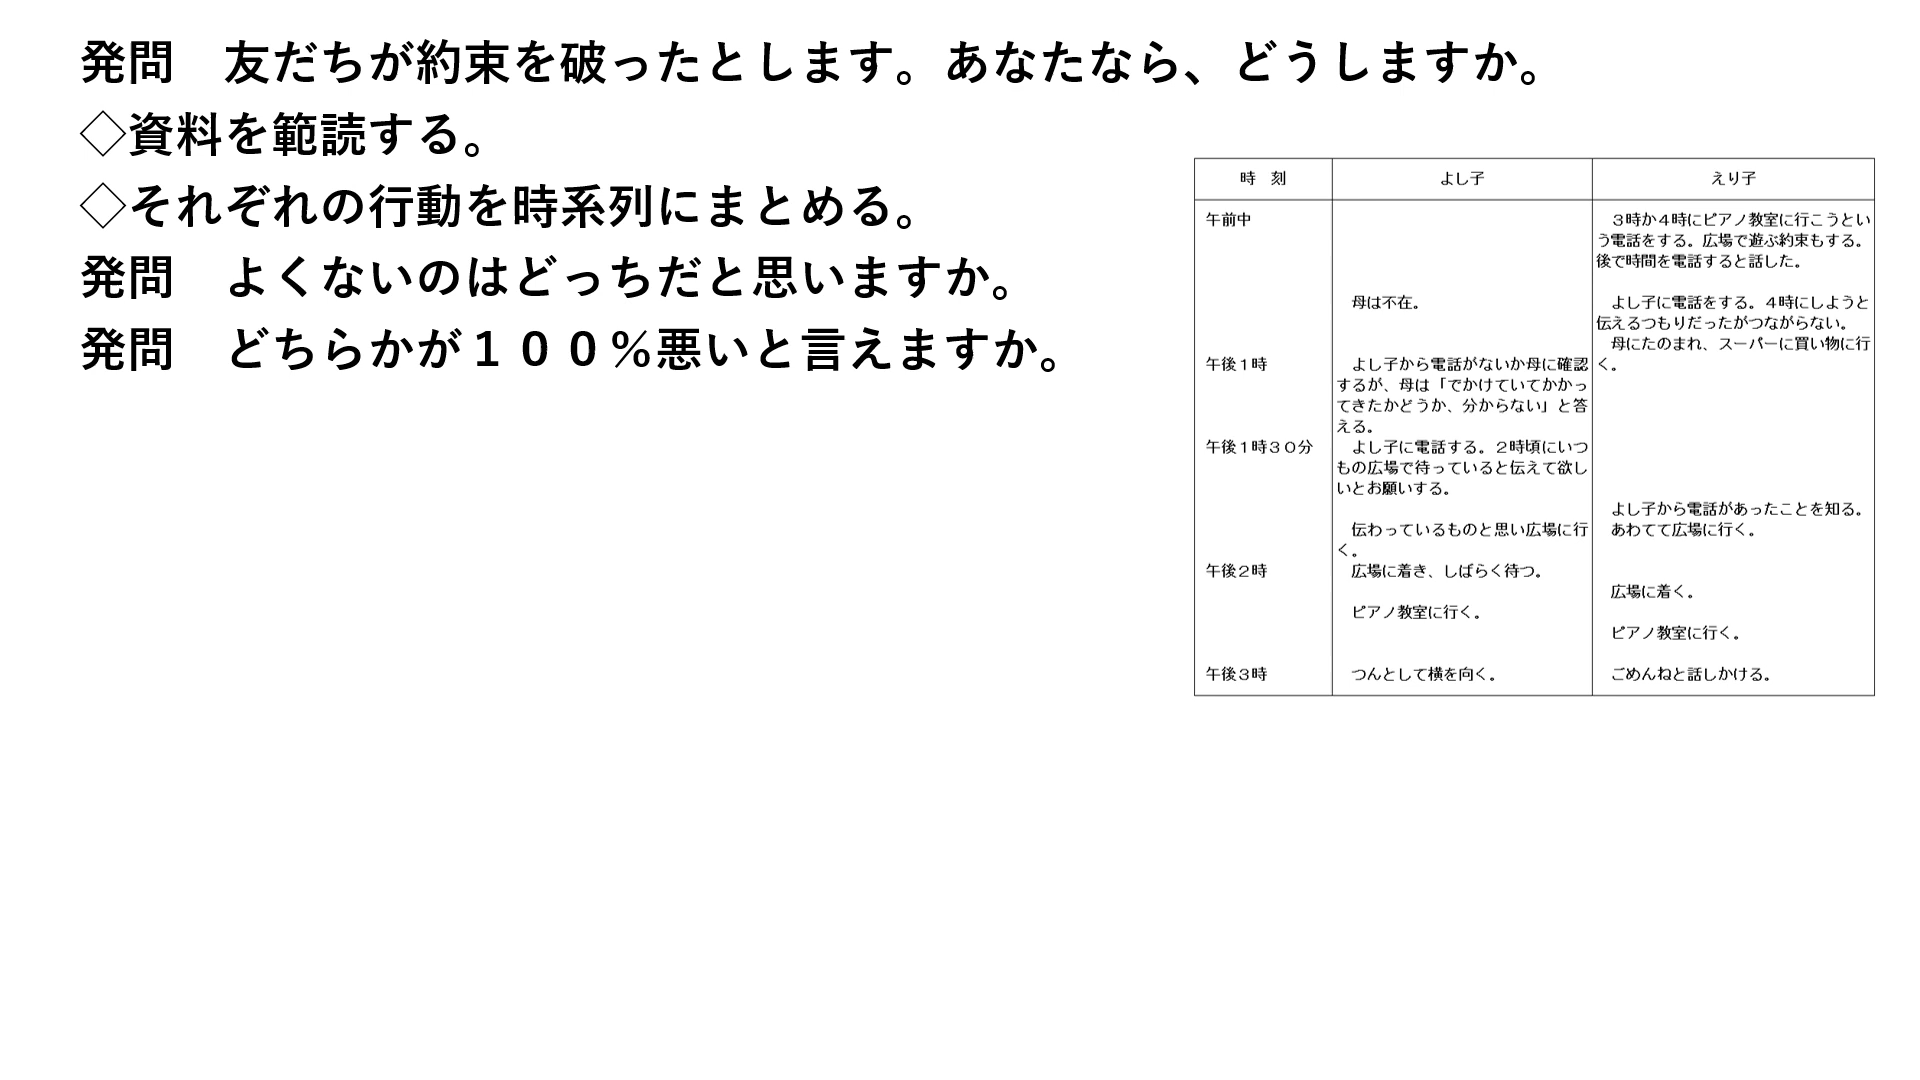 発問　友だちが約束を破ったとします。あなたなら、どうしますか。
◇資料を範読する。
◇それぞれの行動を時系列にまとめる。
発問　よくないのはどっちだと思いますか。
発問　どちらかが１００％悪いと言えますか。
時　刻
よし子
えり子
午前中
３時か４時にピアノ教室に行こうとい
う電話をする。広場で遊ぶ約束もする。
後で時間を電話すると話した。
母は不在。
よし子に電話をする。４時にしようと
伝えるつもりだったがつながらない。
母にたのまれ、スーパーに買い物に行
く。
午後１時
よし子から電話がないか母に確認
するが、母は「でかけていてかかっ
てきたかどうか、分からない」と答
える。
午後１時３０分
よし子に電話する。２時頃にいつ
もの広場で待っていると伝えて欲し
いとお願いする。
よし子から電話があったことを知る。
あわてて広場に行く。
伝わっているものと思い広場に行
く。
午後２時
広場に着き、しばらく待つ。
広場に着く。
ピアノ教室に行く。
ピアノ教室に行く。
午後３時
つんとして横を向く。
ごめんねと話しかける。